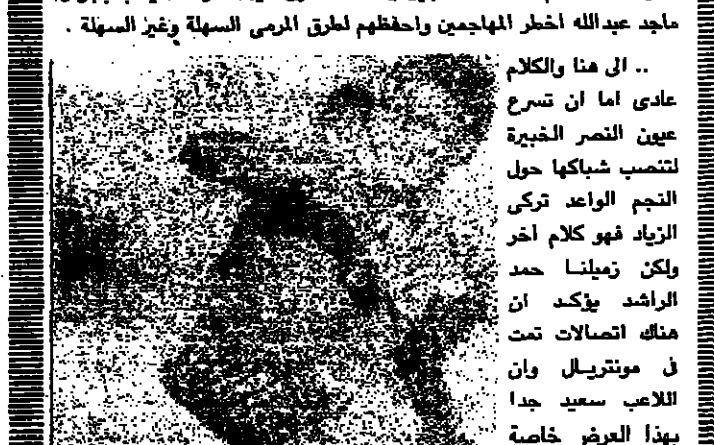 ماجد عبدالله اخطر المهاجمين واحفظهم لطرق المرمى السهلة وغير السهلة .
.. الى هنا والكلام
عادى اما ان تسرع
عيون النصر الخبيرة
لتنصب شباكها حول
النجم الواعد تركى
الزياد فهو كلام آخر
ولكن زميلنا حمد
الراشد يؤكد ان
هناك اتصالات تمت
فى مونتريال وان
اللاعب سعيد جدا
بهذا العرض خاصة